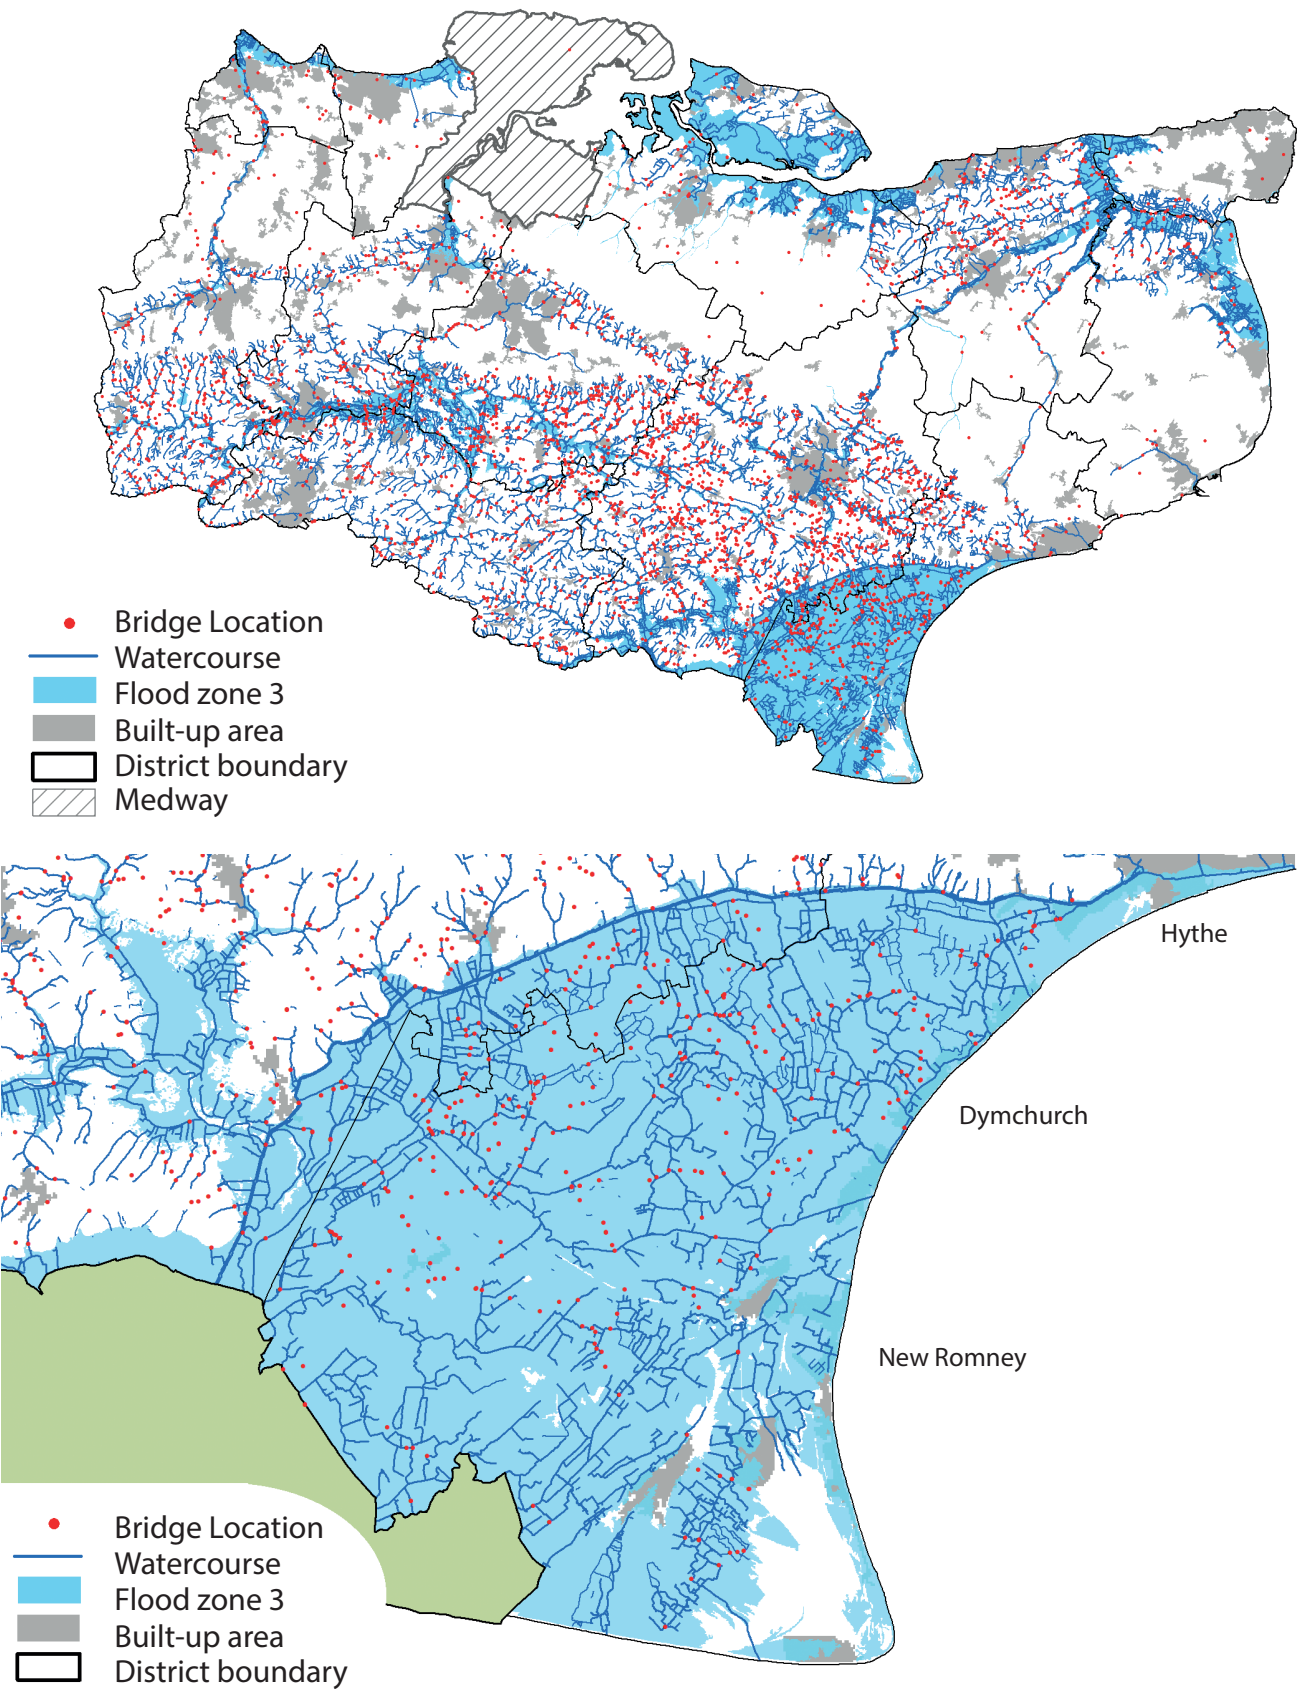 Bridge Location
Watercourse
Flood zone 3
Built-up area
District boundary
Medway
Hythe
Dymchurch
New Romney
Bridge Location
Watercourse
Flood zone 3
Built-up area
District boundary